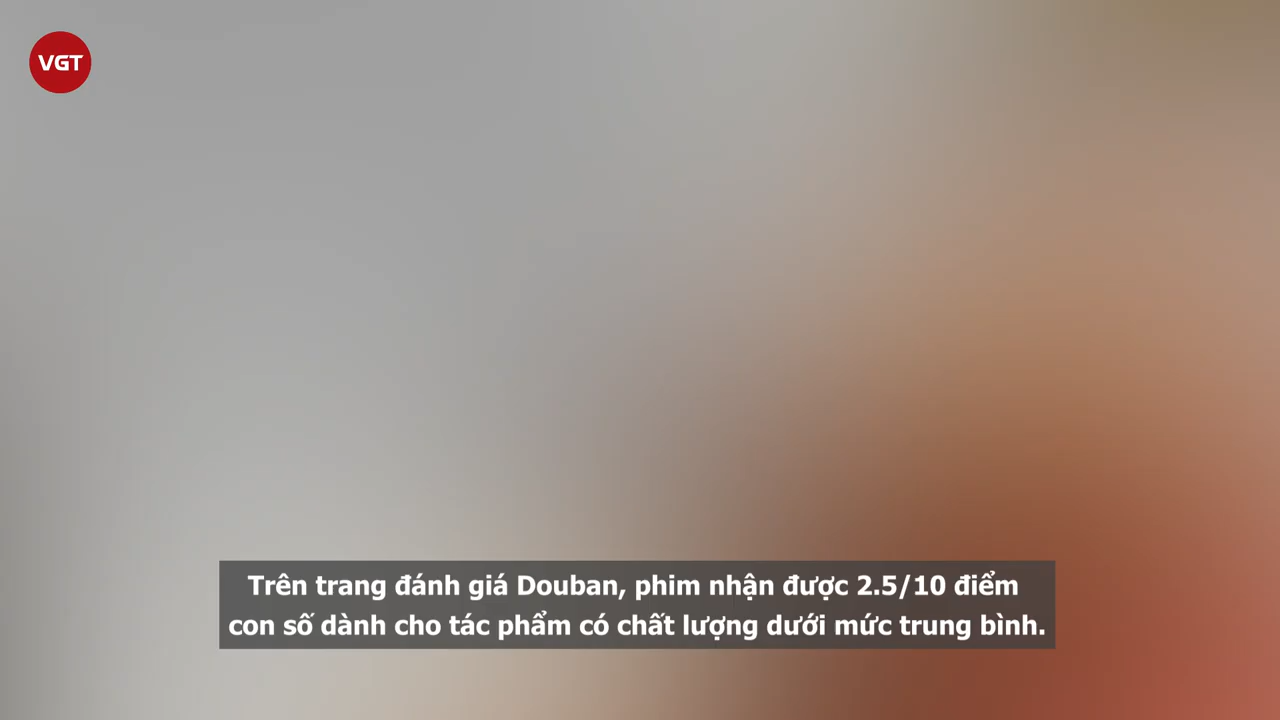 VGT
Trên trang đánh giá Douban, phim nhận được 2.5/10 điểm
con số dành cho tác phẩm có chất lượng dưới mức trung bình.